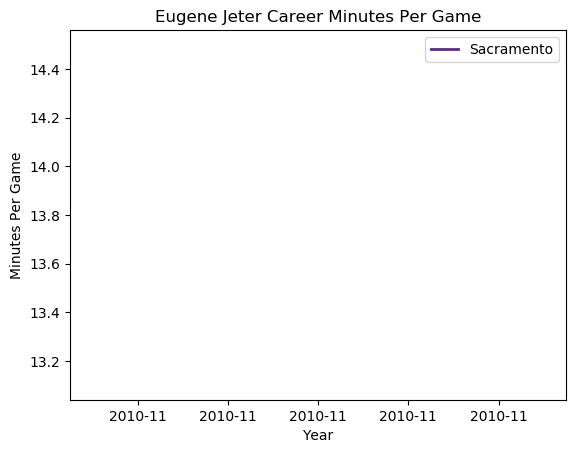 Eugene Jeter Career Minutes Per Game
Sacramento
14.4
14.2
14.0
13.8
13.6
13.4
13.2
Minutes Per Game
2010-11 2010-11 2010-11 2010-11 2010-11
Year